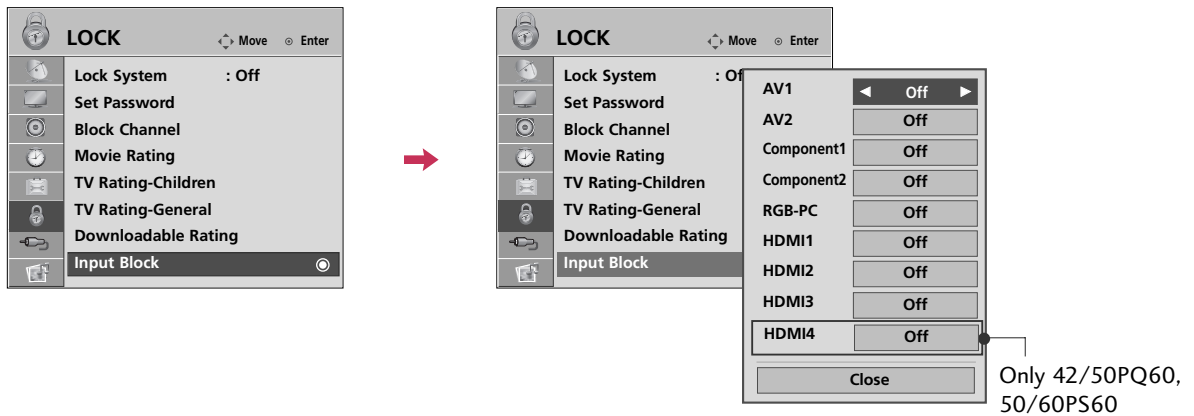 LOCK
Move
Enter
Lock System : Off
Set Password
Block Channel
Movie Rating
TV Rating-Children
TV Rating-General
Downloadable Rating
Input Block
LOCK
Move
Enter
Lock System : Of
Set Password
Block Channel
Movie Rating
TV Rating-Children
TV Rating-General
Downloadable Rating
Input Block
AV1 ◀ Off ▶
AV2 Off
Component1 Off
Component2 Off
RGB-PC Off
HDMI1 Off
HDMI2 Off
HDMI3 Off
HDMI4 Off
Close
Only 42/50PQ60,
50/60PS60